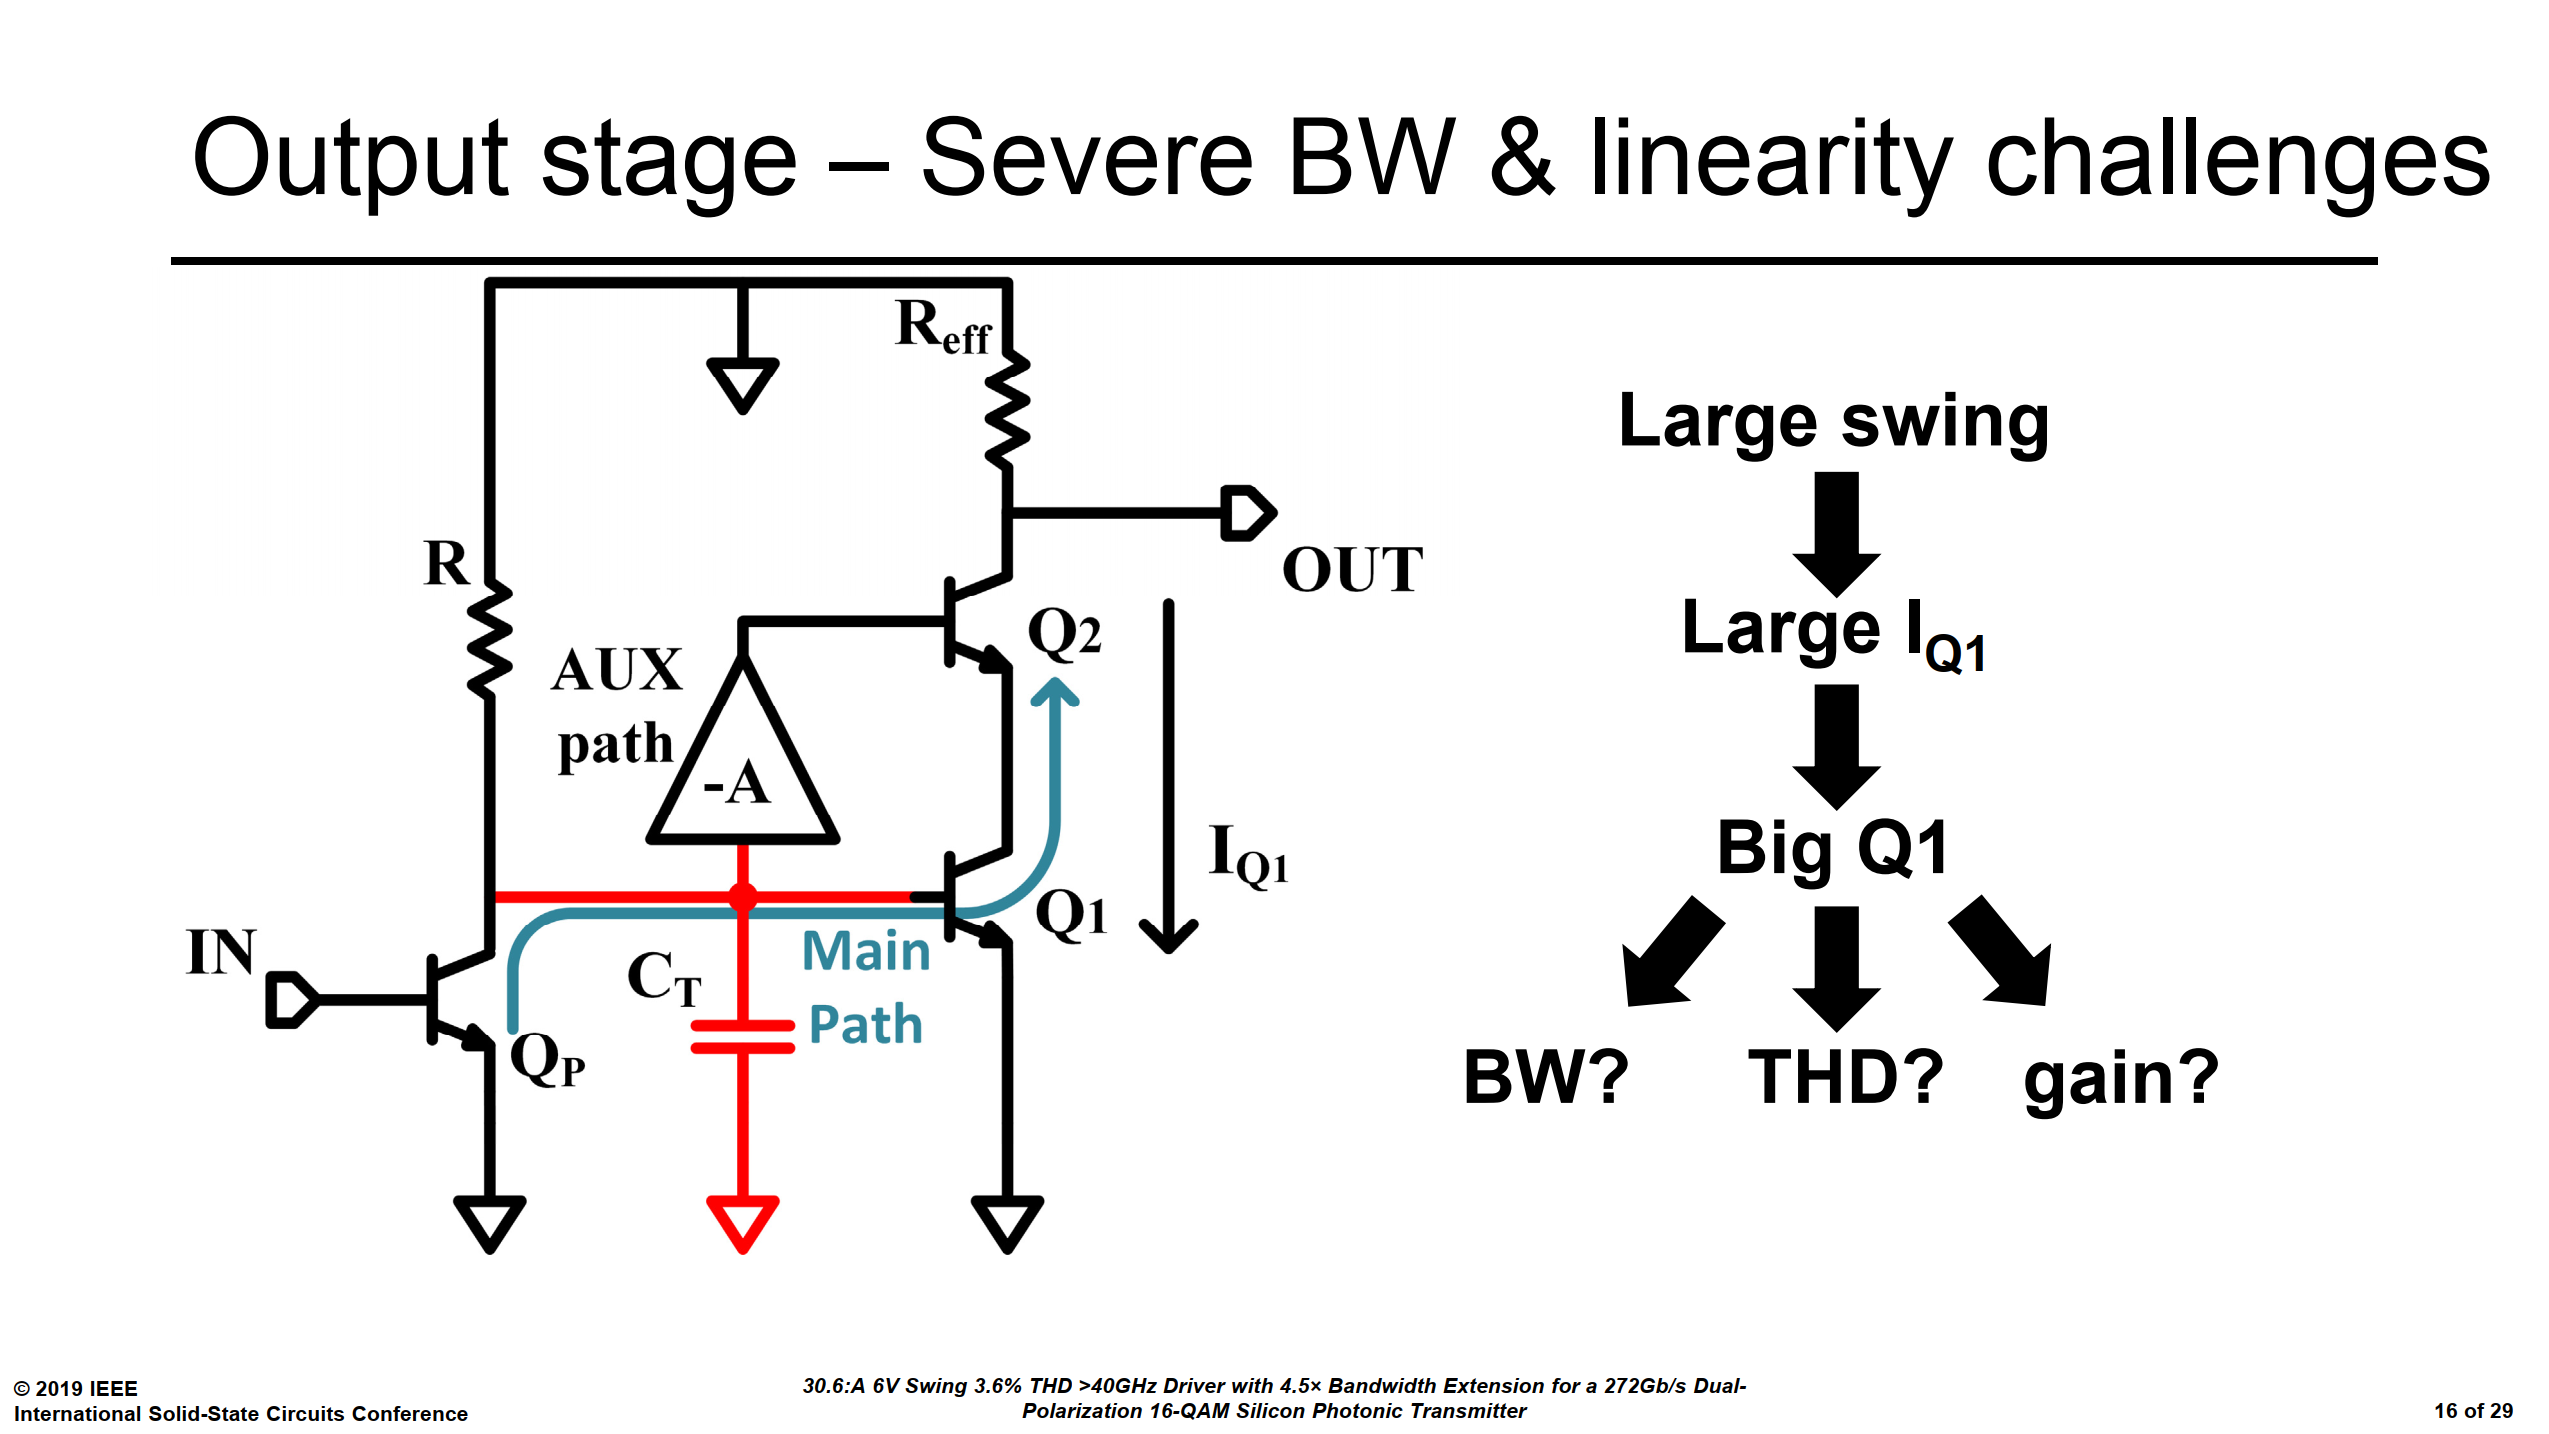 Output stage – Severe BW & linearity challenges
Reff
R
AUX
path
-A
Q2
OUT
IQ1
Q1
IN
QP
CT
Main
Path
Large swing
Large IQ1
Big Q1
BW? THD? gain?
© 2019 IEEE
International Solid-State Circuits Conference
30.6:A 6V Swing 3.6% THD >40GHz Driver with 4.5× Bandwidth Extension for a 272Gb/s Dual-
Polarization 16-QAM Silicon Photonic Transmitter
16 of 29